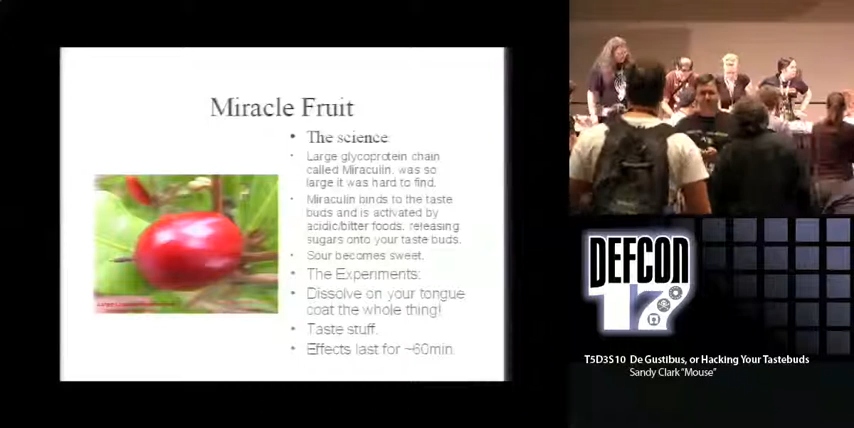 Miracle Fruit
• The science:
• Large glycoprotein chain
called Miraculin, was so
large it was hard to find.
• Miraculin binds to the taste
buds and is activated by
acidic/bitter foods, releasing
sugars onto your taste buds.
• Sour becomes sweet.
• The Experiments:
• Dissolve on your tongue
coat the whole thing!
• Taste stuff.
• Effects last for ~60min.
DEFCON
17
T5D3S10 De Gustibus, or Hacking Your Tastebuds
Sandy Clark "Mouse"